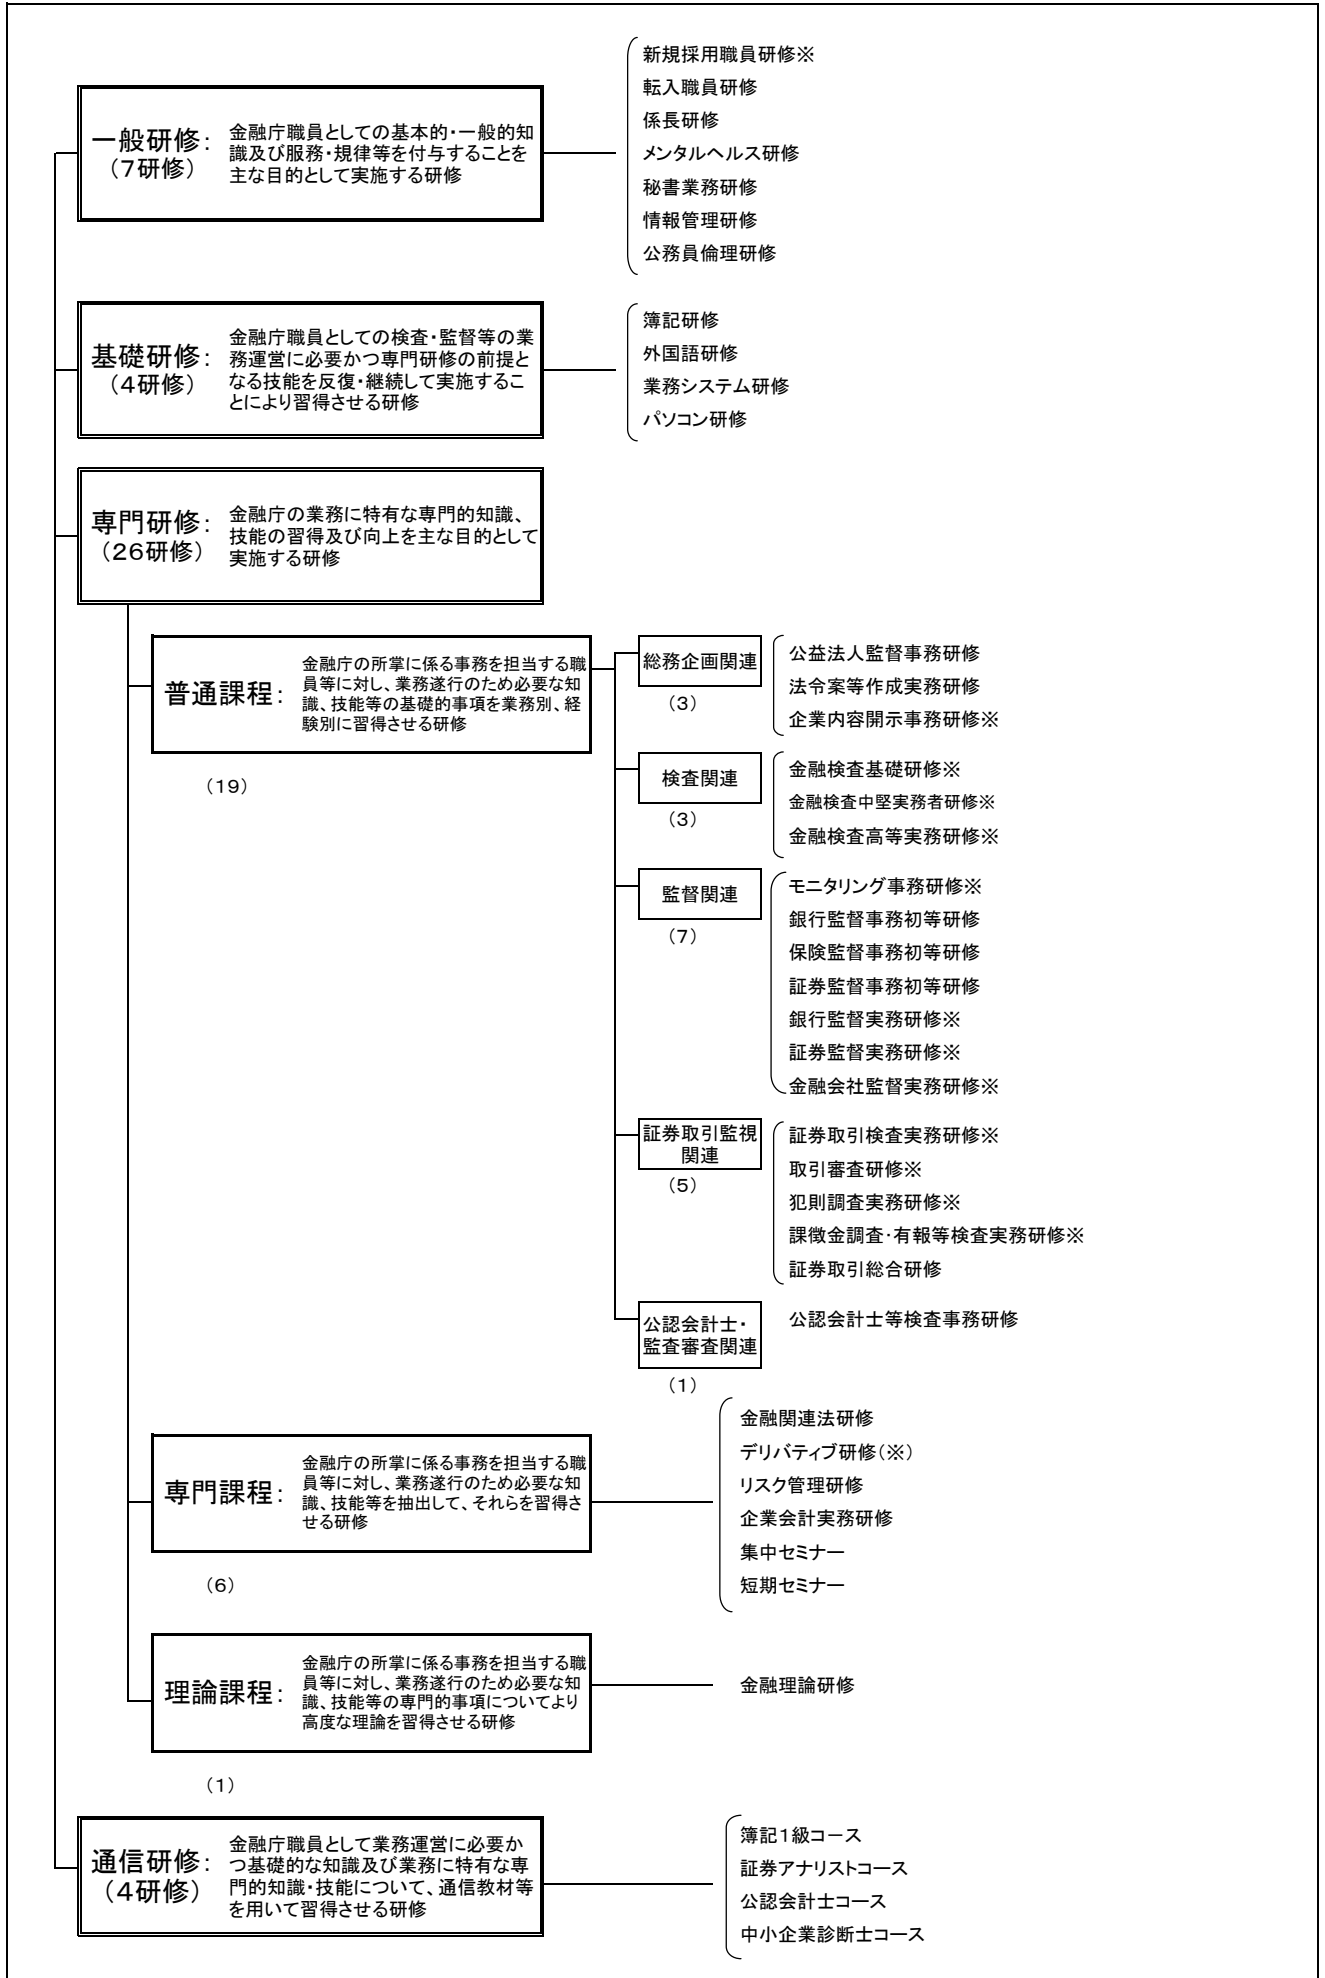 一般研修：
（7研修）
金融庁職員としての基本的・一般的知
識及び服務・規律等を付与することを
主な目的として実施する研修
新規採用職員研修※
転入職員研修
係長研修
メンタルヘルス研修
秘書業務研修
情報管理研修
公務員倫理研修
基礎研修：
（4研修）
金融庁職員としての検査・監督等の業
務運営に必要かつ専門研修の前提と
なる技能を反復・継続して実施するこ
とにより習得させる研修
簿記研修
外国語研修
業務システム研修
パソコン研修
専門研修：
（26研修）
金融庁の業務に特有な専門的知識、
技能の習得及び向上を主な目的として
実施する研修
普通課程：
金融庁の所掌に係る事務を担当する職
員等に対し、業務遂行のため必要な知
識、技能等の基礎的事項を業務別、経
験別に習得させる研修
（19）
総務企画関連
（3）
公益法人監督事務研修
法令案等作成実務研修
企業内容開示事務研修※
検査関連
（3）
金融検査基礎研修※
金融検査中堅実務者研修※
金融検査高等実務研修※
監督関連
（7）
モニタリング事務研修※
銀行監督事務初等研修
保険監督事務初等研修
証券監督事務初等研修
銀行監督実務研修※
証券監督実務研修※
金融会社監督実務研修※
証券取引監視
関連
（5）
証券取引検査実務研修※
取引審査研修※
犯則調査実務研修※
課徴金調査・有報等検査実務研修※
証券取引総合研修
公認会計士・
監査審査関連
（1）
公認会計士等検査事務研修
専門課程：
金融庁の所掌に係る事務を担当する職
員等に対し、業務遂行のため必要な知
識、技能等を抽出して、それらを習得さ
せる研修
（6）
金融関連法研修
デリバティブ研修（※）
リスク管理研修
企業会計実務研修
集中セミナー
短期セミナー
理論課程：
金融庁の所掌に係る事務を担当する職
員等に対し、業務遂行のため必要な知
識、技能等の専門的事項についてより
高度な理論を習得させる研修
（1）
金融理論研修
通信研修：
（4研修）
金融庁職員として業務運営に必要か
つ基礎的な知識及び業務に特有な専
門的知識・技能について、通信教材等
を用いて習得させる研修
簿記1級コース
証券アナリストコース
公認会計士コース
中小企業診断士コース